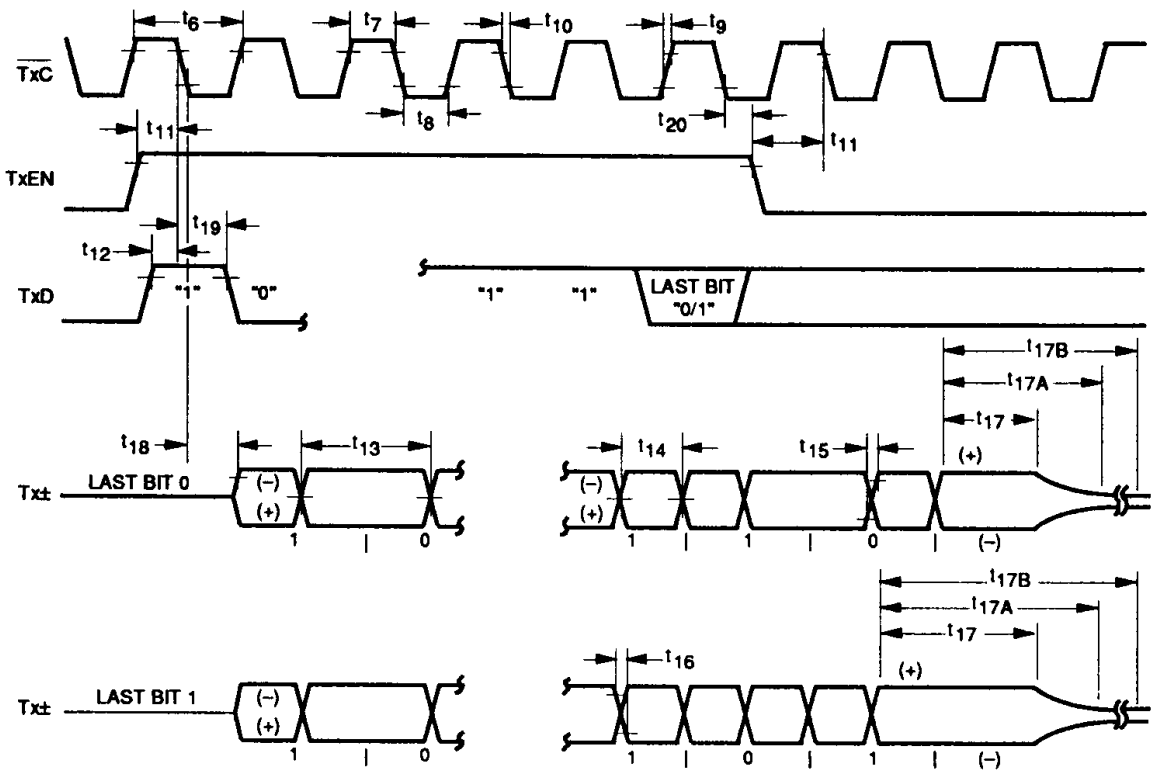 t6 t7 t10 t9
TxC
t11 t8 t20 t11
TxEN
t19
t12
TxD "1" "0" "1" "1" LAST BIT
"0/1"
t17B
t17A
t18 t13 t14 t15 t17
Tx± LAST BIT 0 (–) (–) (+)
(+) (+)
1 | 0 1 | 1 | 0 | (–)
t17B
t17A
t16 t17
Tx± LAST BIT 1 (–) (+)
(+)
1 | 0 1 | 0 | 1 | (–)